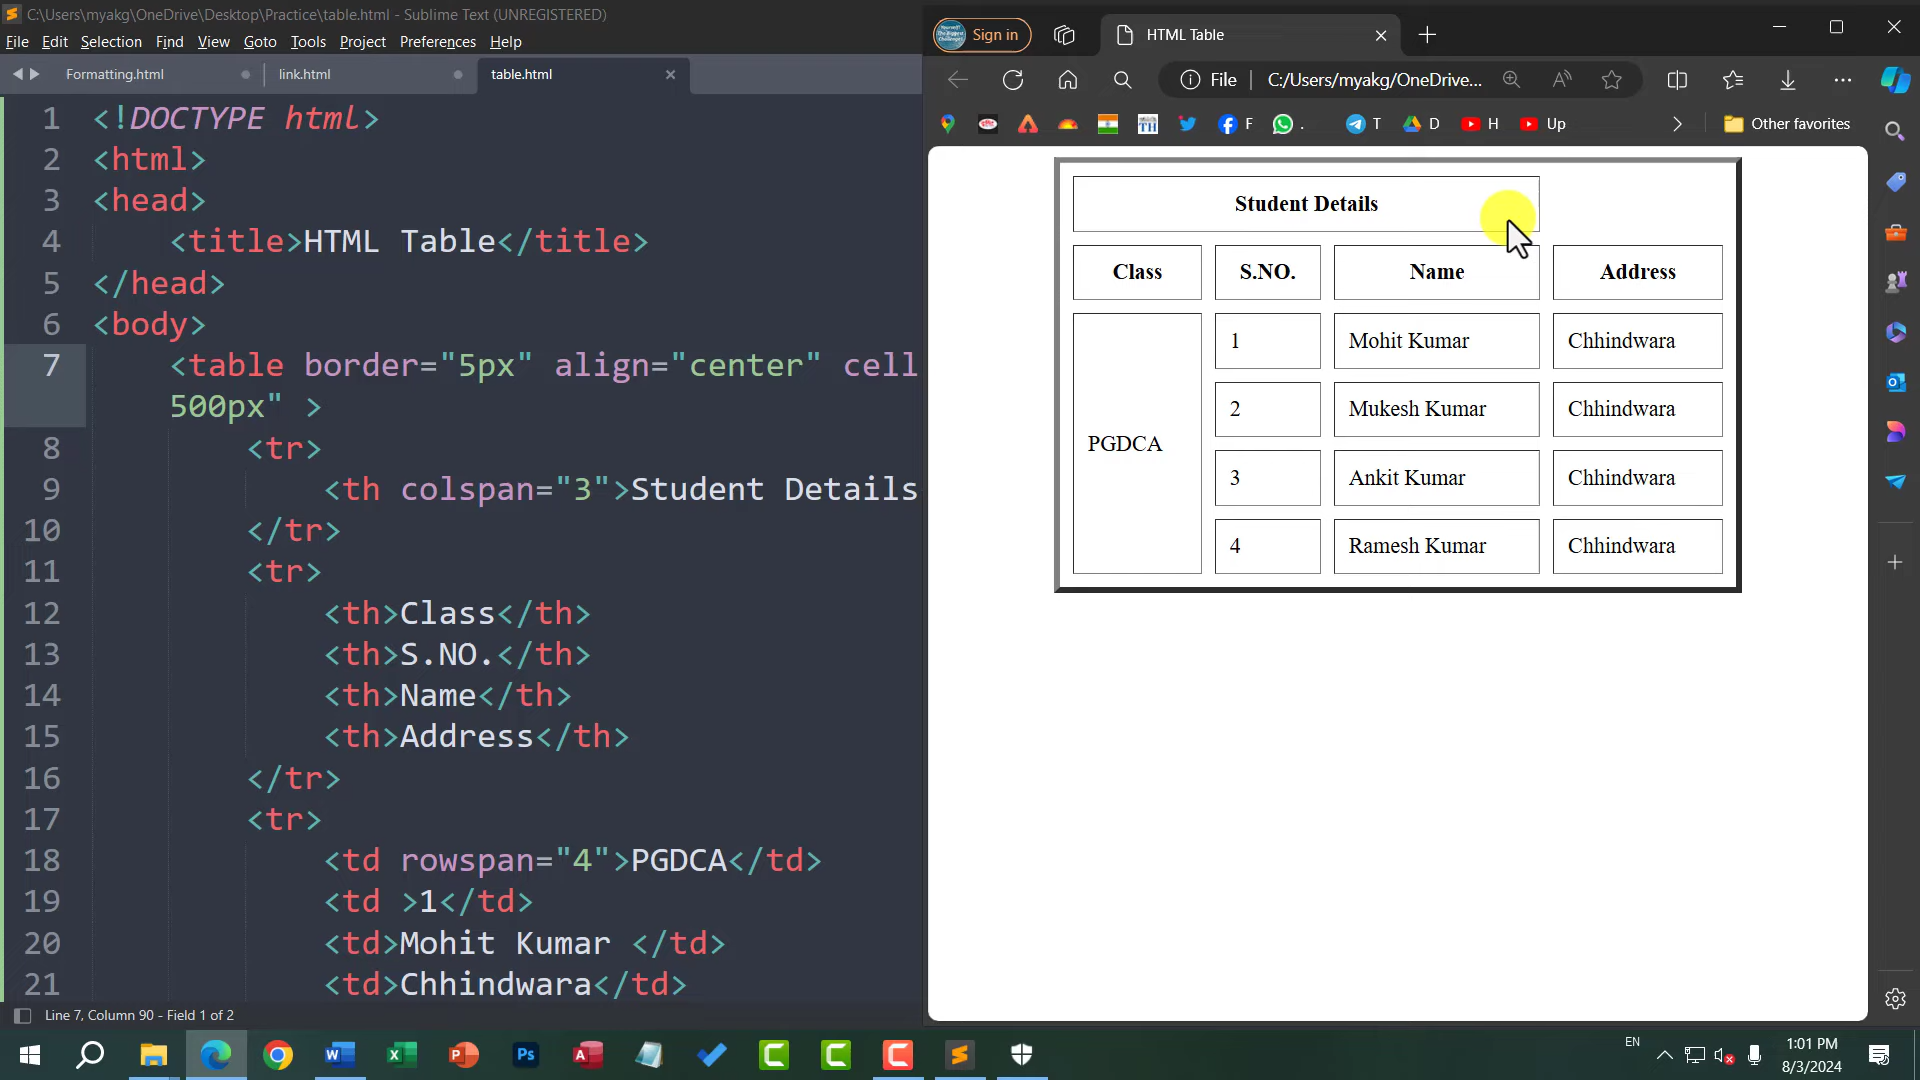 C:\Users\myakg\OneDrive\Desktop\Practice\table.html - Sublime Text (UNREGISTERED)
File Edit Selection Find View Goto Tools Project Preferences Help
Formatting.html link.html table.html
1 <!DOCTYPE html>
2 <html>
3 <head>
4 <title>HTML Table</title>
5 </head>
6 <body>
7 <table border="5px" align="center" cell
500px" >
8 <tr>
9 <th colspan="3">Student Details
10 </tr>
11 <tr>
12 <th>Class</th>
13 <th>S.NO.</th>
14 <th>Name</th>
15 <th>Address</th>
16 </tr>
17 <tr>
18 <td rowspan="4">PGDCA</td>
19 <td >1</td>
20 <td>Mohit Kumar </td>
21 <td>Chhindwara</td>
Line 7, Column 90 - Field 1 of 2
Sign in HTML Table
File C:/Users/myakg/OneDrive...
F . T D H Up Other favorites
Student Details
Class S.NO. Name Address
1 Mohit Kumar Chhindwara
2 Mukesh Kumar Chhindwara
PGDCA
3 Ankit Kumar Chhindwara
4 Ramesh Kumar Chhindwara
EN 1:01 PM
8/3/2024